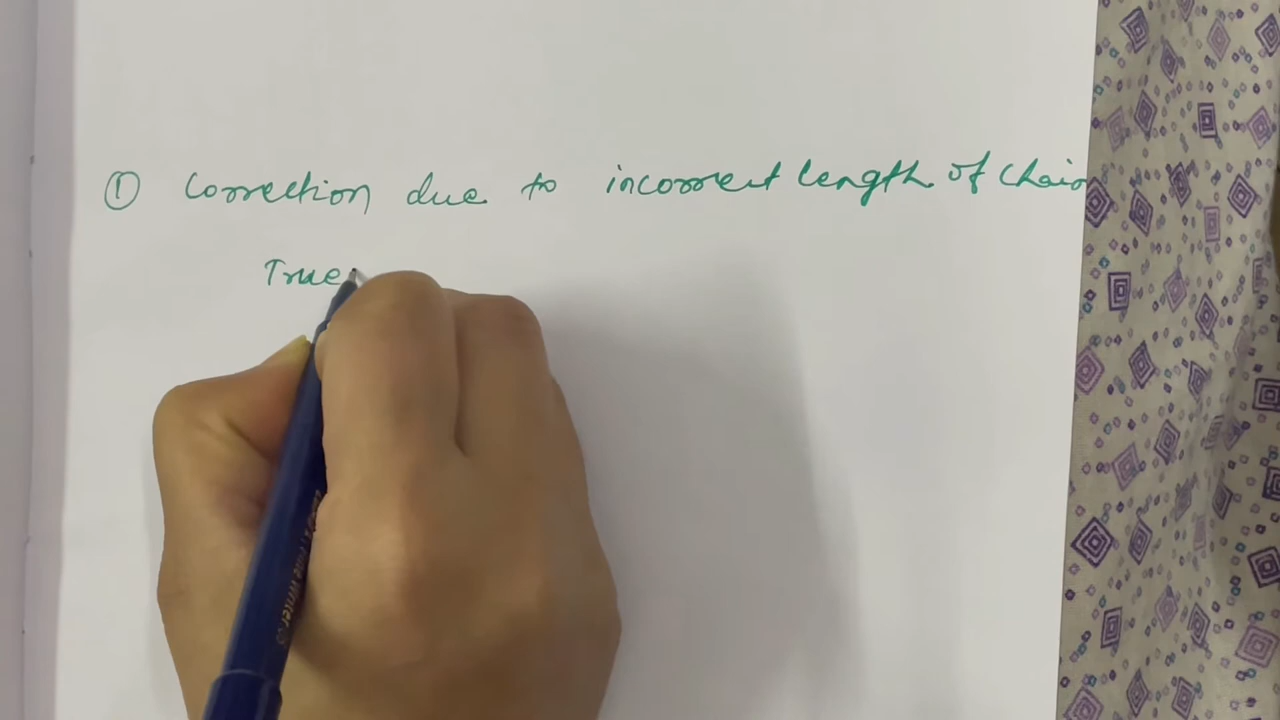 ① Correction due to incorrect length of chain
True